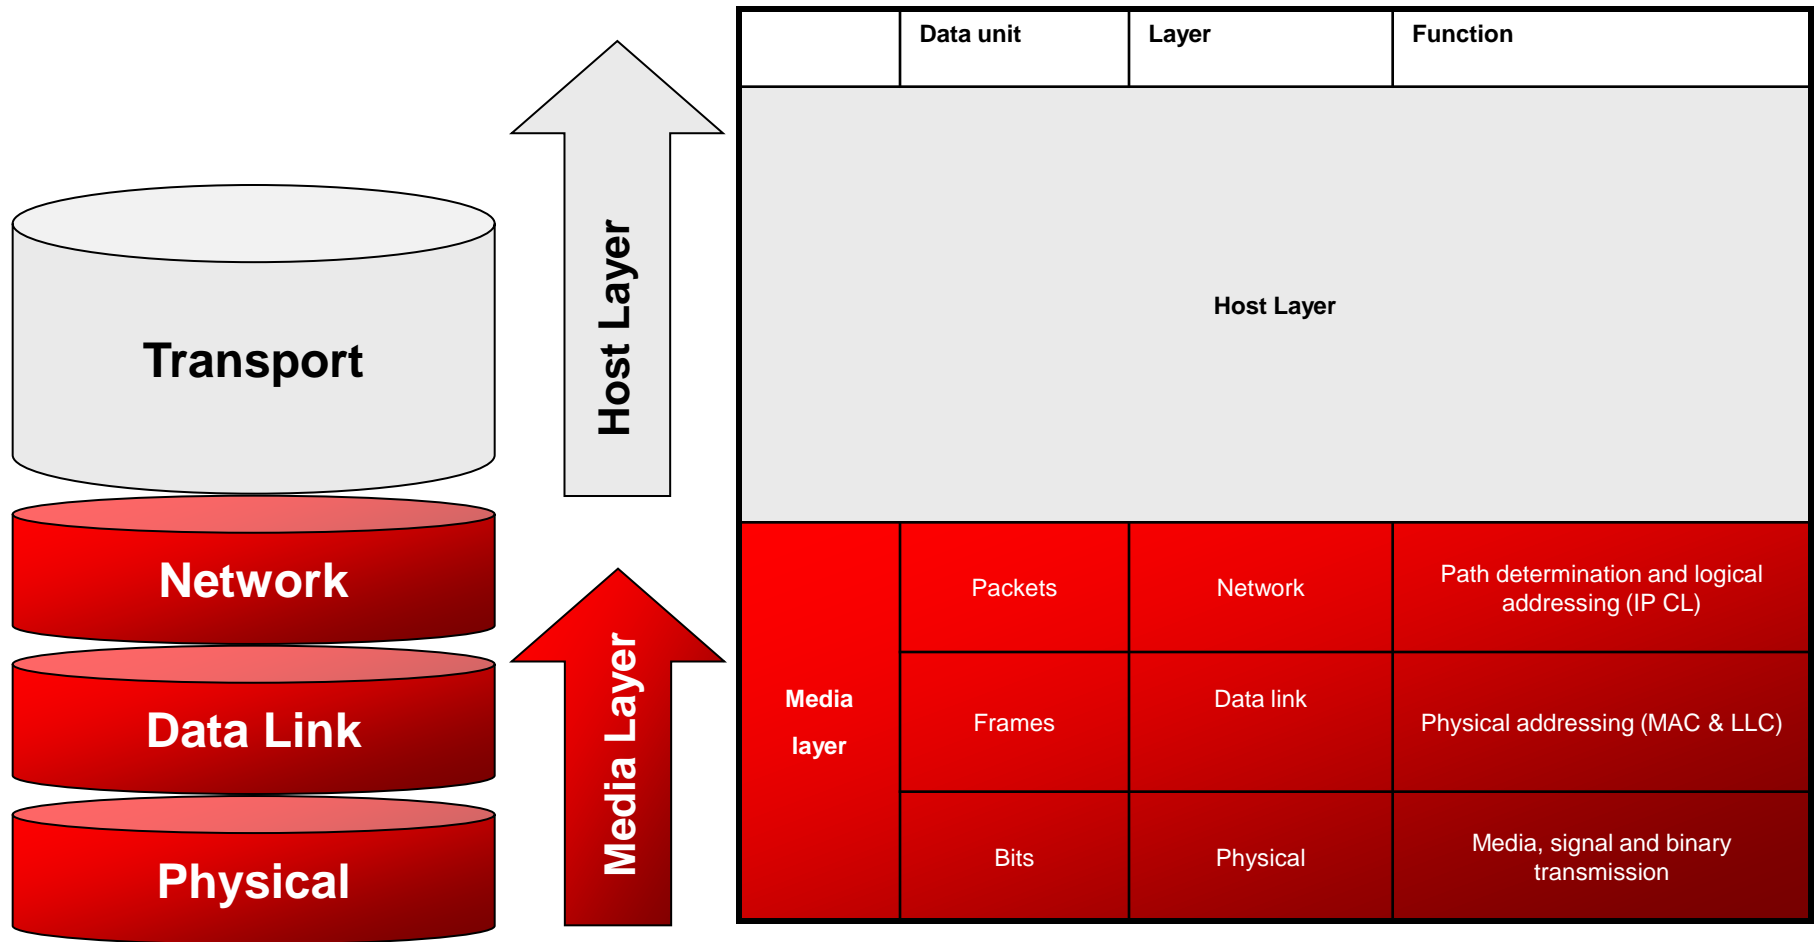 Transport
Network
Data Link
Physical
Host Layer
Media Layer
Data unit
Layer
Function
Host Layer
Media
layer
Packets
Network
Path determination and logical
addressing (IP CL)
Frames
Data link
Physical addressing (MAC & LLC)
Bits
Physical
Media, signal and binary
transmission